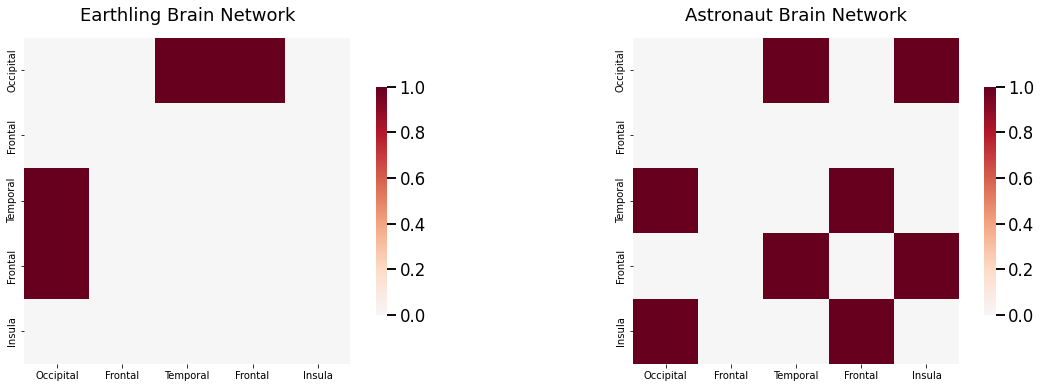 Earthling Brain Network
Occipital
Frontal
Temporal
Frontal
Insula
Occipital Frontal Temporal Frontal Insula
1.0
0.8
0.6
0.4
0.2
0.0
Astronaut Brain Network
Occipital
Frontal
Temporal
Frontal
Insula
Occipital Frontal Temporal Frontal Insula
1.0
0.8
0.6
0.4
0.2
0.0